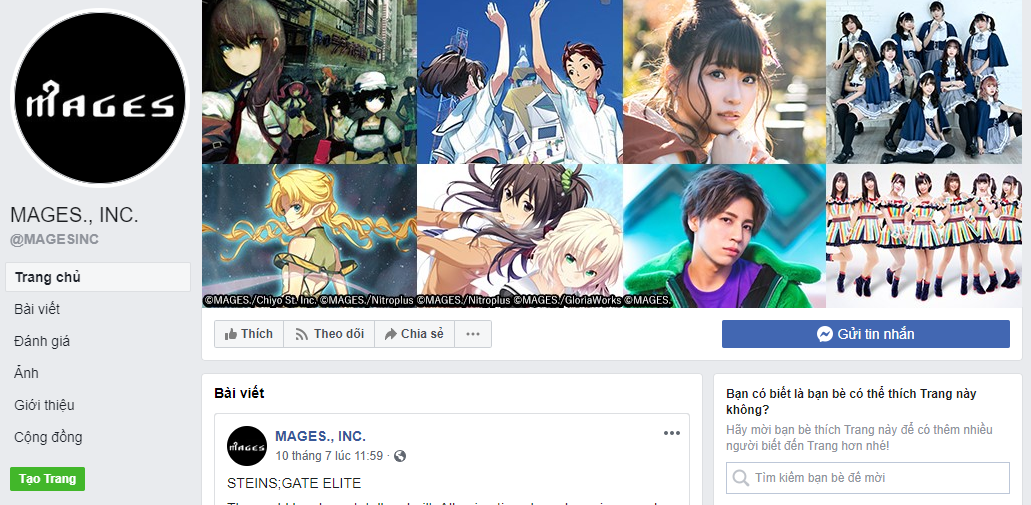 MAGES
MAGES., INC.
@MAGESINC
Trang chủ
Bài viết
Đánh giá
Ảnh
Giới thiệu
Cộng đồng
Tạo Trang
©MAGES./Chiyo St. Inc. ©MAGES./Nitroplus ©MAGES./Nitroplus ©MAGES./GloriaWorks ©MAGES.
Thích
Theo dõi
Chia sẻ
Gửi tin nhắn
Bài viết
MAGES
MAGES., INC.
10 tháng 7 lúc 11:59 ·
STEINS;GATE ELITE
Bạn có biết là bạn bè có thể thích Trang này
không?
Hãy mời bạn bè thích Trang này để có thêm nhiều
người biết đến Trang hơn nhé!
Tìm kiếm bạn bè để mời